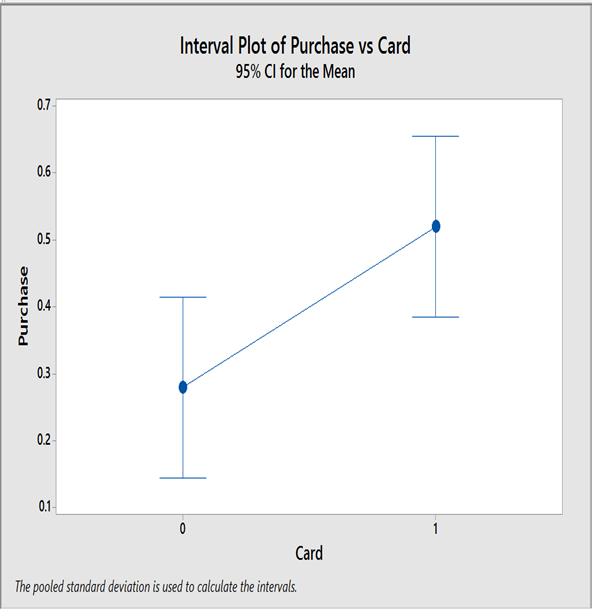 Interval Plot of Purchase vs Card
95% CI for the Mean
0.7
0.6
0.5
0.4
0.3
0.2
0.1
Purchase
0 1
Card
The pooled standard deviation is used to calculate the intervals.